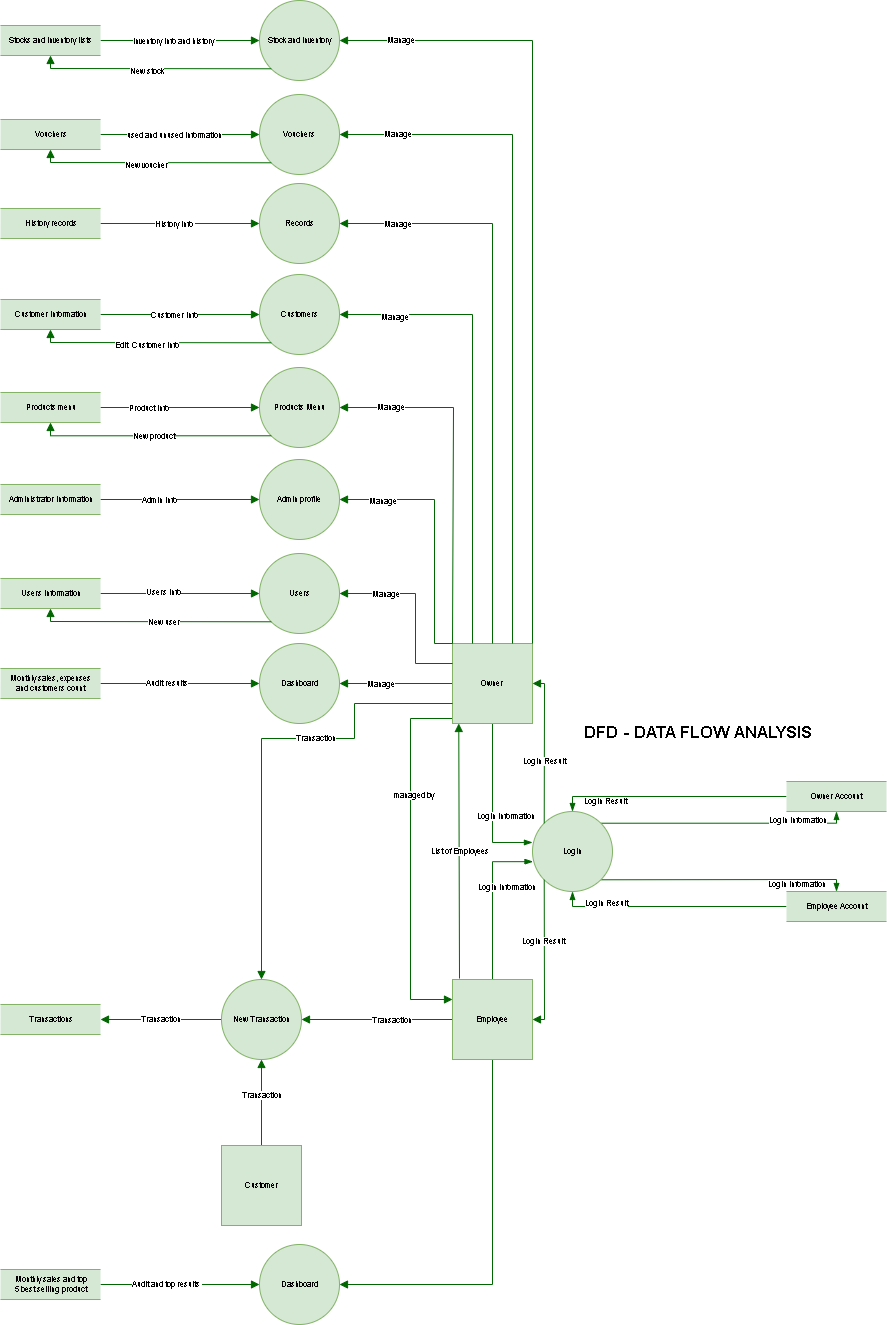 Stocks and Inventory lists
Inventory Info and History
Stock and Inventory
Manage
New stock
Vouchers
used and unused Information
Vouchers
Manage
New voucher
History records
History Info
Records
Manage
Customer Information
Customer Info
Customers
Manage
Edit Customer Info
Products menu
Product Info
Products Menu
Manage
New product
Administrator Information
Admin Info
Admin profile
Manage
Users Information
Users Info
Users
Manage
New user
Monthly sales, expenses
and customers count
Audit results
Dashboard
Manage
Owner
Transaction
DFD - DATA FLOW ANALYSIS
Login Result
managed by
Login Information
List of Employees
Login Information
Login Result
Login
Login Result
Owner Account
Login Information
Login Information
Login Result
Employee Account
Transactions
Transaction
New Transaction
Transaction
Employee
Transaction
Customer
Monthly sales and top
5 best selling product
Audit and top results
Dashboard